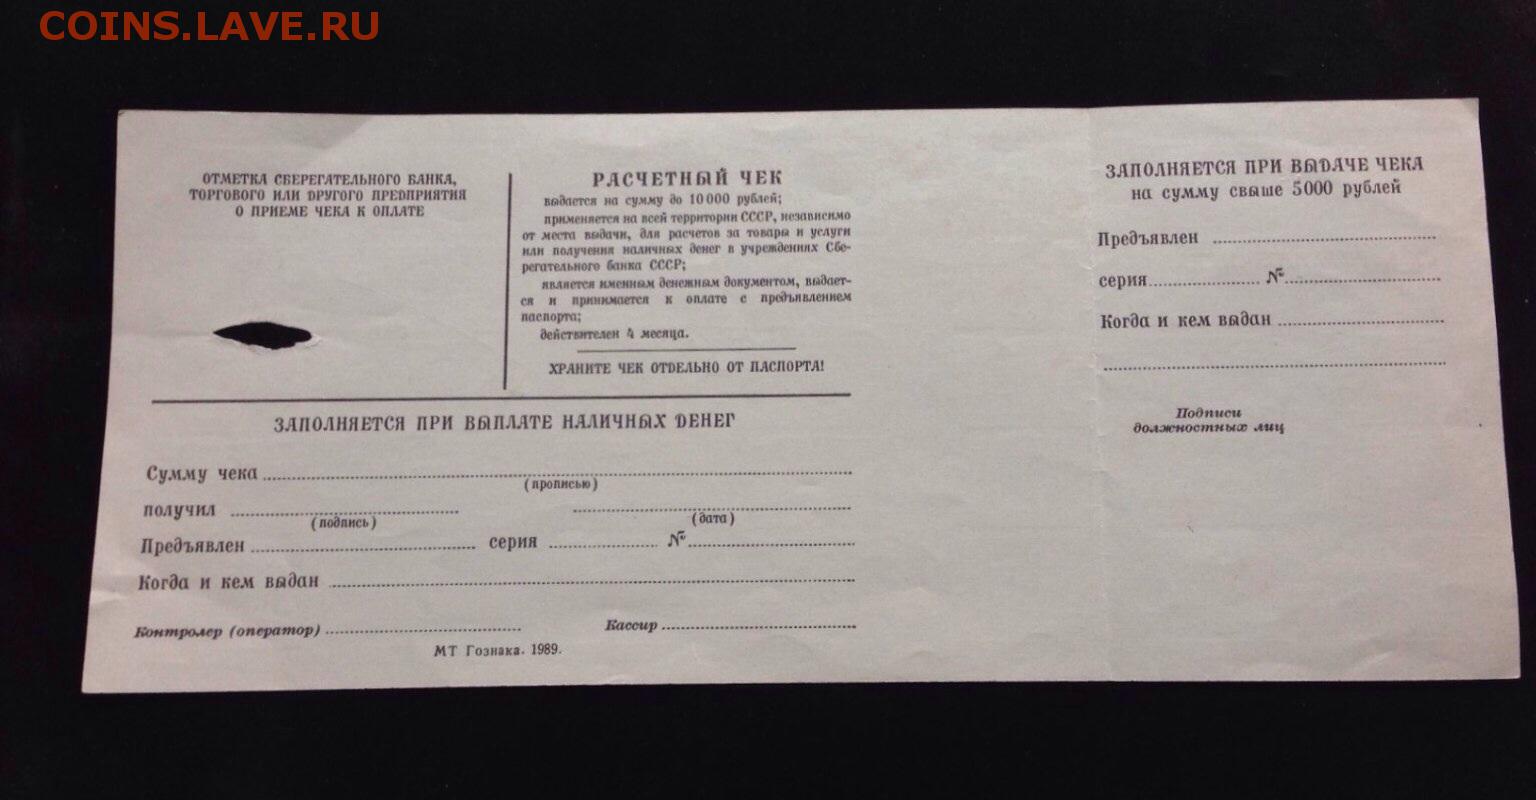 COINS.LAVE.RU
ОТМЕТКА СБЕРЕГАТЕЛЬНОГО БАНКА,
ТОРГОВОГО ИЛИ ДРУГОГО ПРЕДПРИЯТИЯ
О ПРИЕМЕ ЧЕКА К ОПЛАТЕ
РАСЧЕТНЫЙ ЧЕК
выдается на сумму до 10 000 рублей;
применяется на всей территории СССР, независимо
от места выдачи, для расчетов за товары и услуги
или получения наличных денег в учреждениях Сбе-
регательного банка СССР;
является именным денежным документом, выдает-
ся и принимается к оплате с предъявлением
паспорта;
действителен 4 месяца.
ХРАНИТЕ ЧЕК ОТДЕЛЬНО ОТ ПАСПОРТА!
ЗАПОЛНЯЕТСЯ ПРИ ВЫПЛАТЕ НАЛИЧНЫХ ДЕНЕГ
Сумму чека
(прописью)
получил
(подпись) (дата)
Предъявлен серия №
Когда и кем выдан
Контролер (оператор) Кассир
МТ Гознака. 1989.
ЗАПОЛНЯЕТСЯ ПРИ ВЫДАЧЕ ЧЕКА
на сумму свыше 5000 рублей
Предъявлен
серия №
Когда и кем выдан
Подписи
должностных лиц